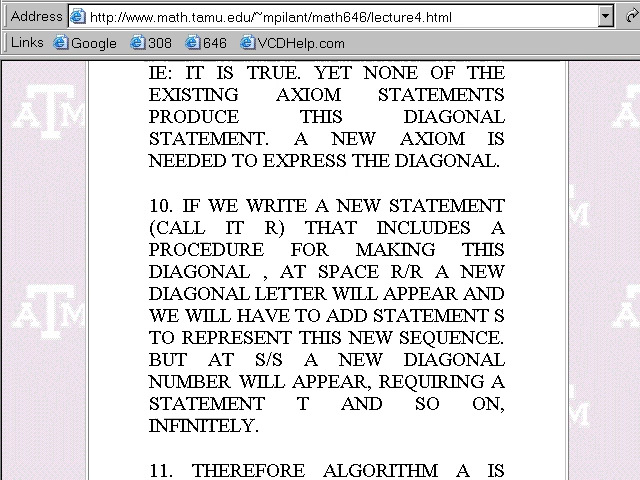 Address http://www.math.tamu.edu/~mpilant/math646/lecture4.html
Links Google 308 646 VCDHelp.com
IE: IT IS TRUE. YET NONE OF THE
EXISTING AXIOM STATEMENTS
PRODUCE THIS DIAGONAL
STATEMENT. A NEW AXIOM IS
NEEDED TO EXPRESS THE DIAGONAL.
10. IF WE WRITE A NEW STATEMENT
(CALL IT R) THAT INCLUDES A
PROCEDURE FOR MAKING THIS
DIAGONAL , AT SPACE R/R A NEW
DIAGONAL LETTER WILL APPEAR AND
WE WILL HAVE TO ADD STATEMENT S
TO REPRESENT THIS NEW SEQUENCE.
BUT AT S/S A NEW DIAGONAL
NUMBER WILL APPEAR, REQUIRING A
STATEMENT T AND SO ON,
INFINITELY.
11. THEREFORE ALGORITHM A IS
ATM
ATM
M
M